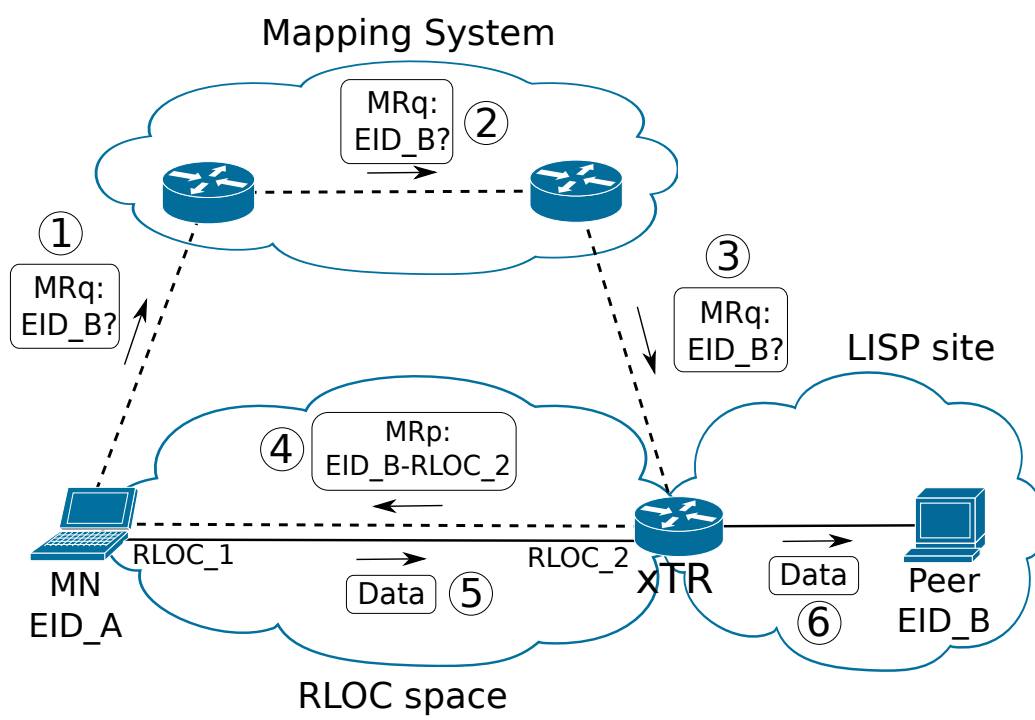 Mapping System
MRq:
EID_B?
2
1
MRq:
EID_B?
3
MRq:
EID_B?
LISP site
4
MRp:
EID_B-RLOC_2
RLOC_1
RLOC_2
MN
EID_A
Data
5
xTR
Data
6
Peer
EID_B
RLOC space